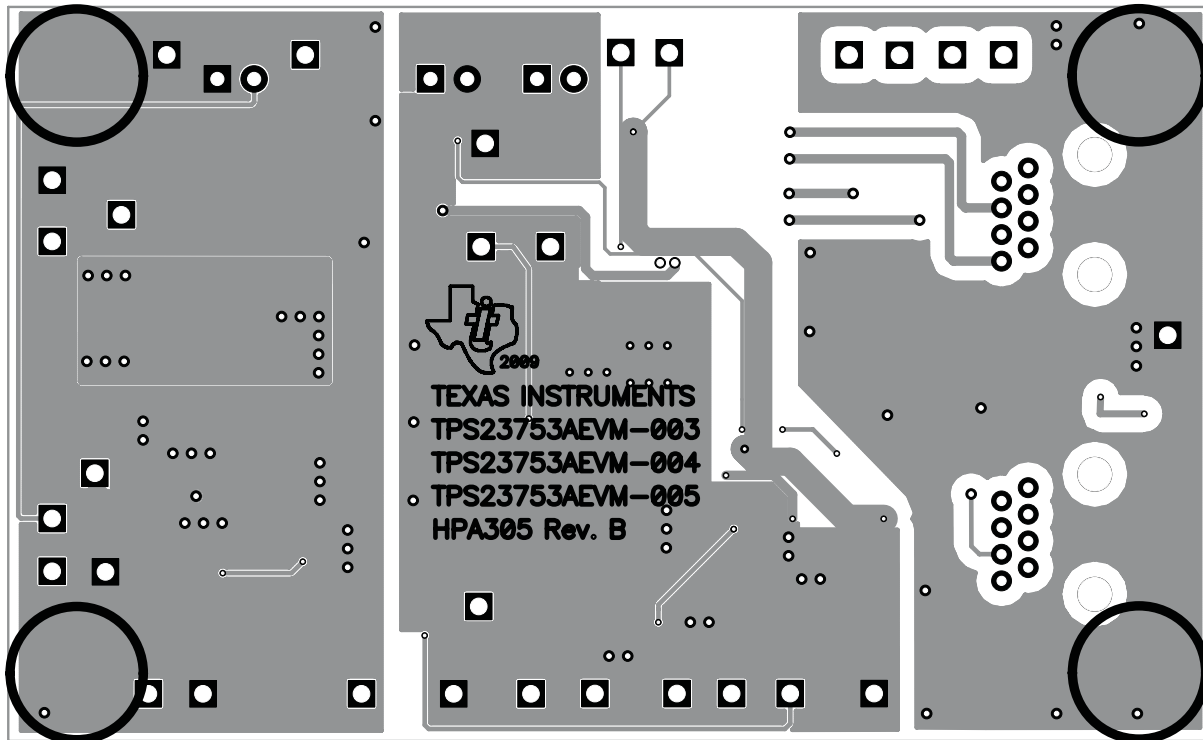 2009
TEXAS INSTRUMENTS
TPS23753AEVM-003
TPS23753AEVM-004
TPS23753AEVM-005
HPA305 Rev. B